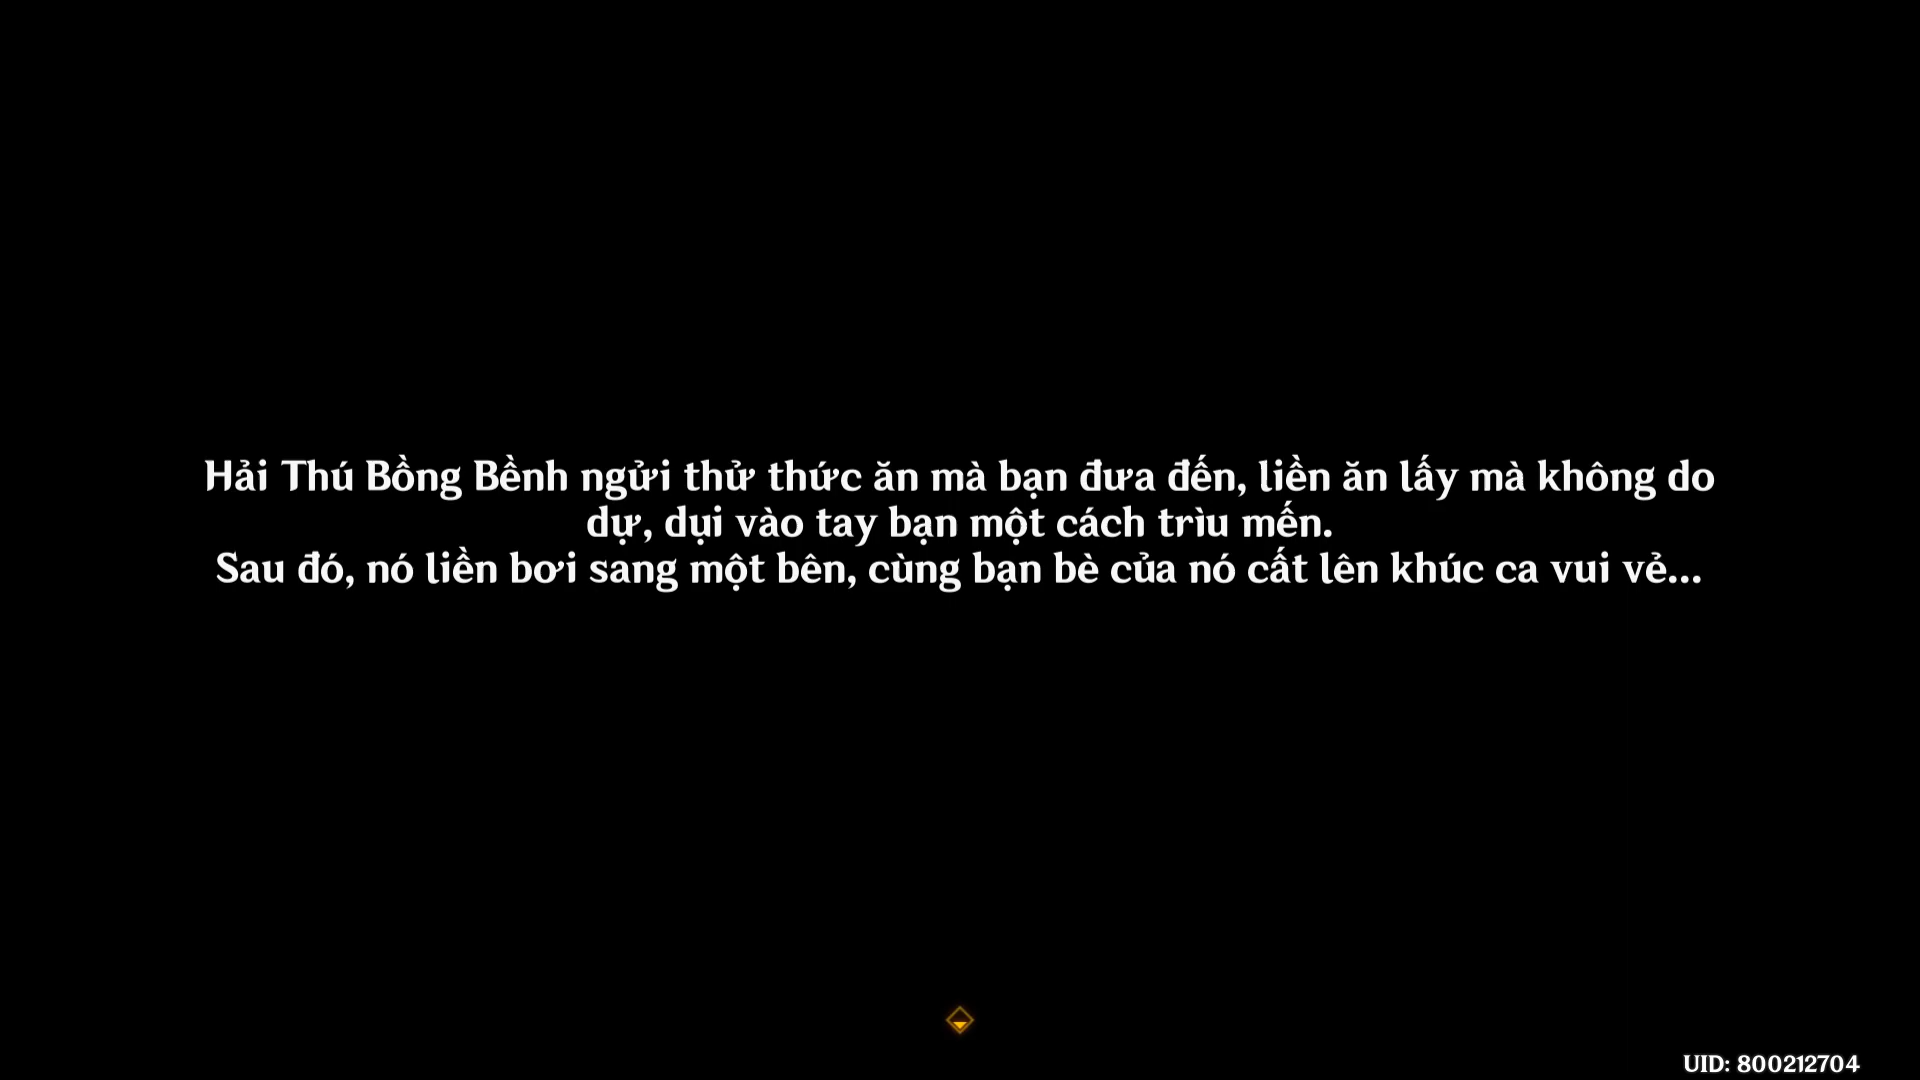 Hải Thú Bồng Bềnh ngửi thử thức ăn mà bạn đưa đến, liền ăn lấy mà không do
dự, dụi vào tay bạn một cách trìu mến.
Sau đó, nó liền bơi sang một bên, cùng bạn bè của nó cất lên khúc ca vui vẻ...
UID: 800212704